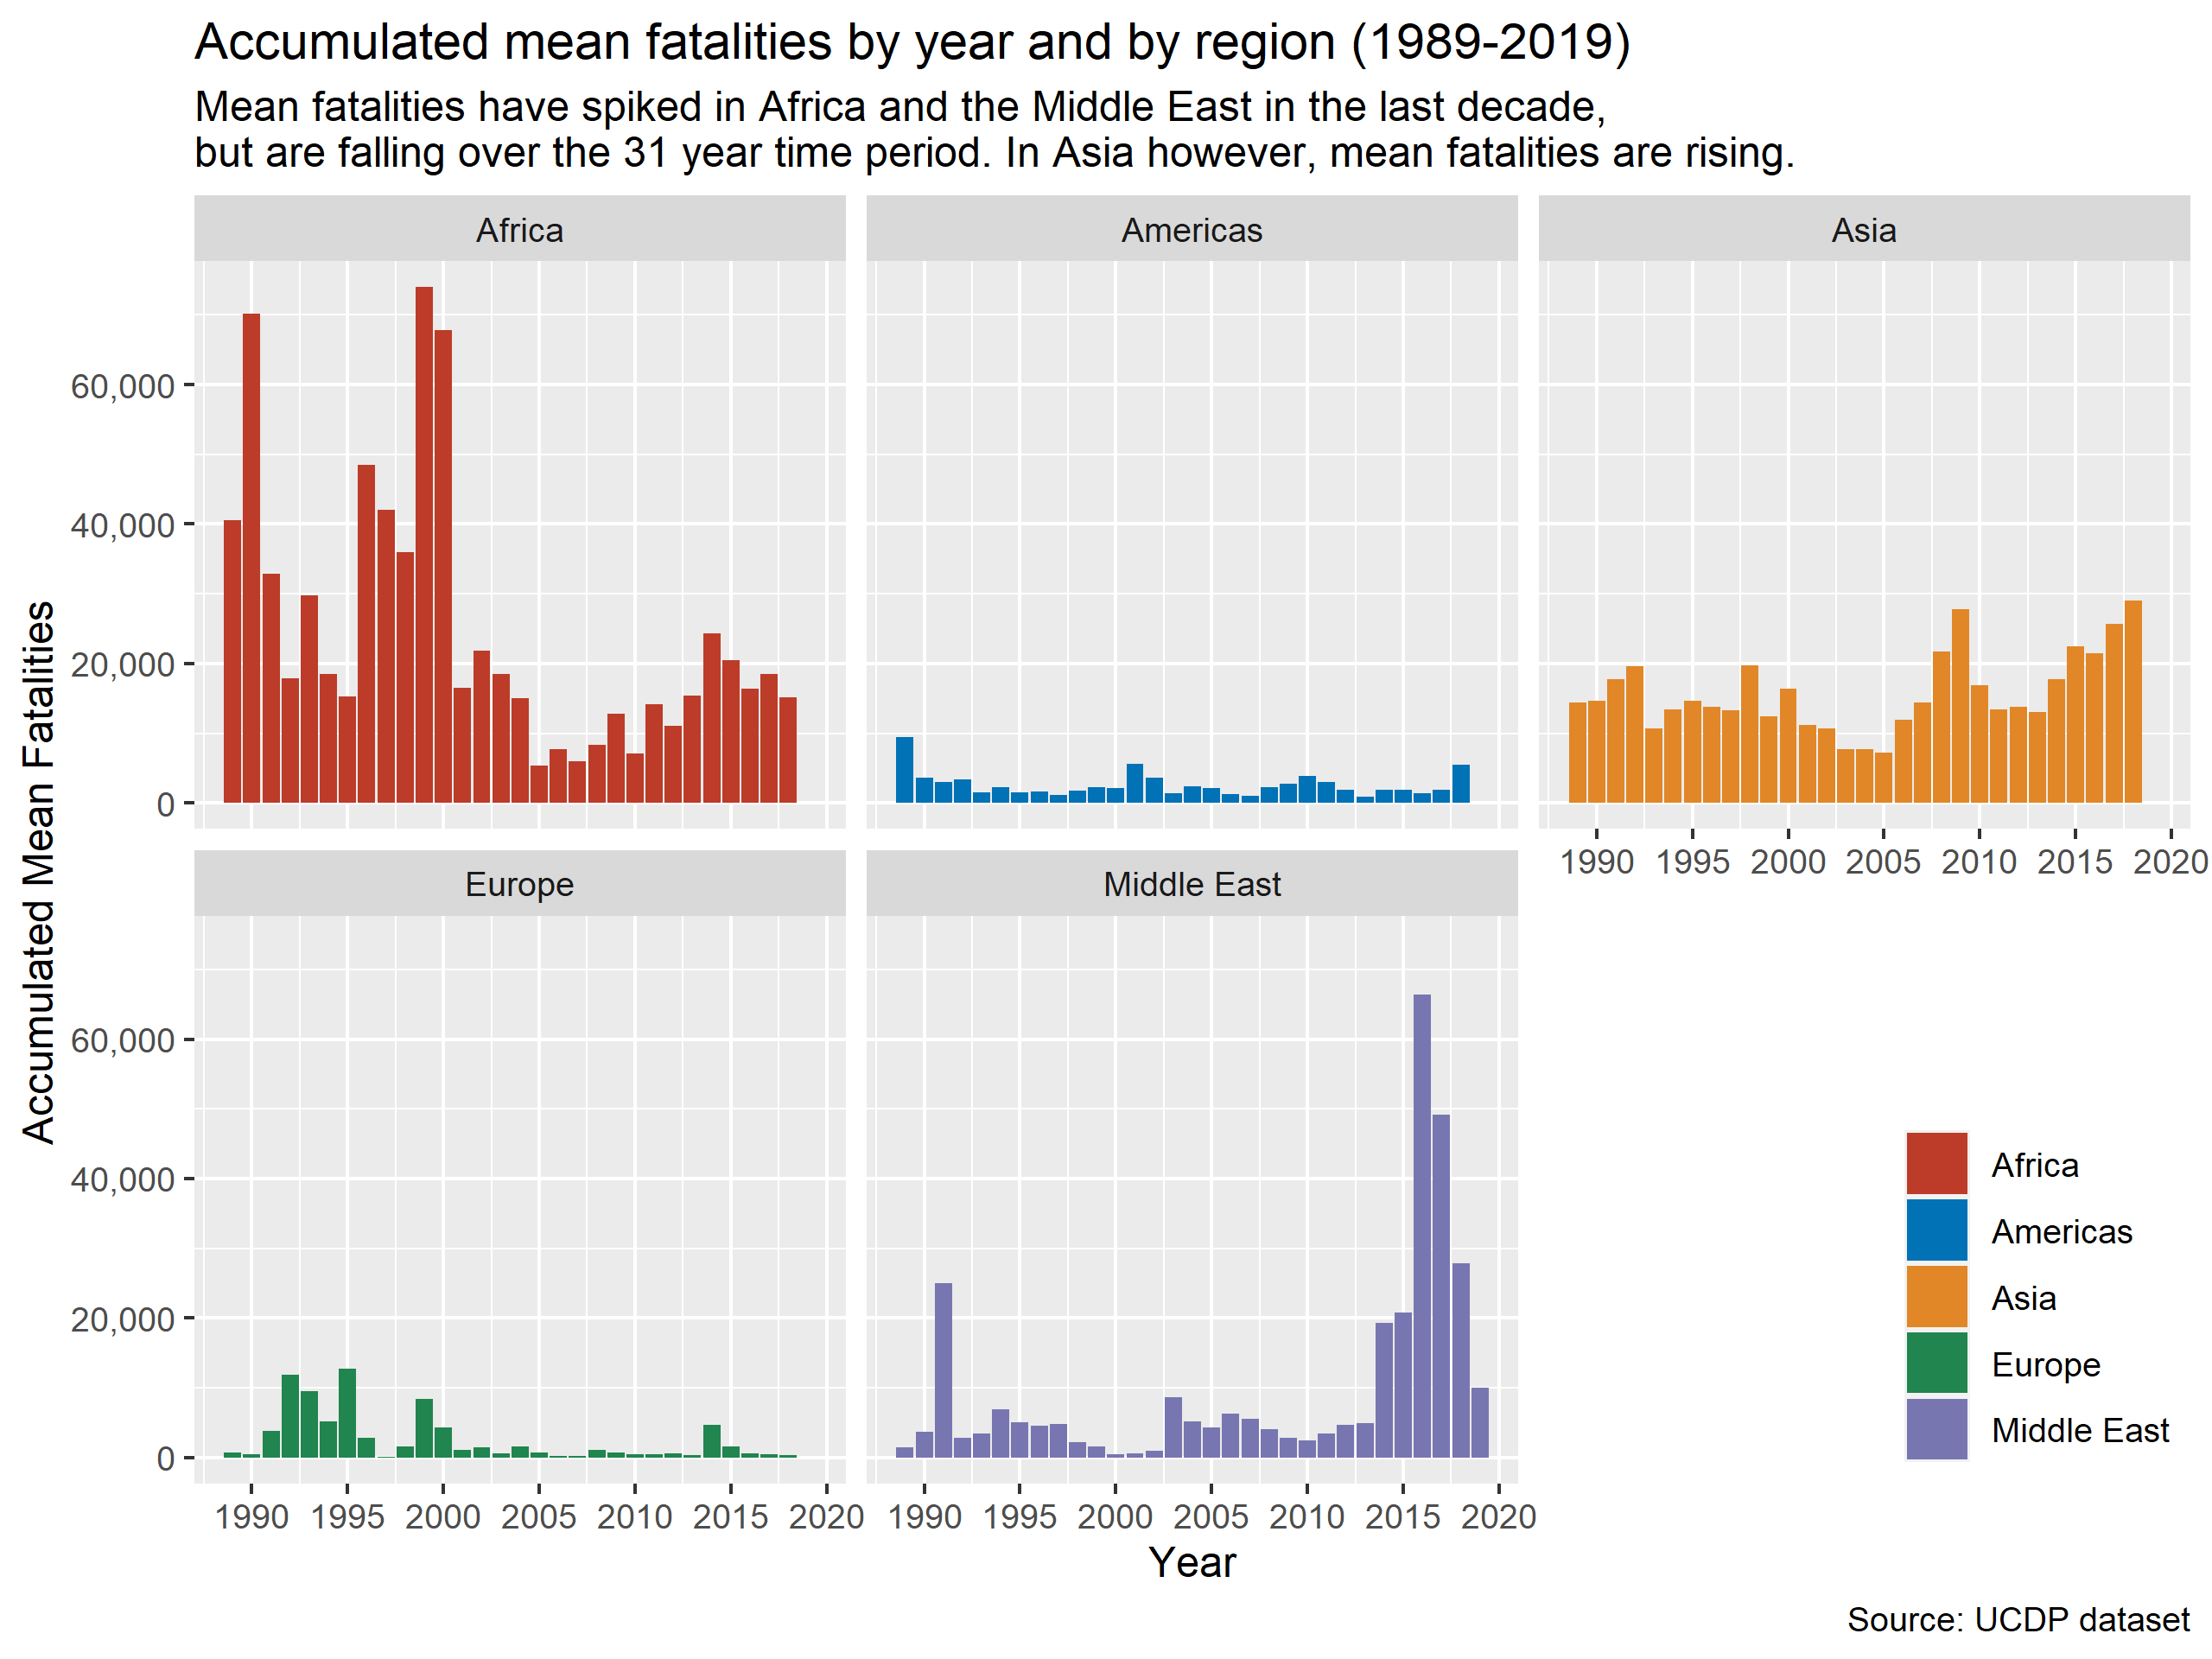 Accumulated mean fatalities by year and by region (1989-2019)
Mean fatalities have spiked in Africa and the Middle East in the last decade,
but are falling over the 31 year time period. In Asia however, mean fatalities are rising.
Africa
Americas
Asia
60,000
40,000
20,000
0
1990 1995 2000 2005 2010 2015 2020
Accumulated Mean Fatalities
Europe
Middle East
60,000
40,000
20,000
0
1990 1995 2000 2005 2010 2015 2020
1990 1995 2000 2005 2010 2015 2020
Year
Africa
Americas
Asia
Europe
Middle East
Source: UCDP dataset